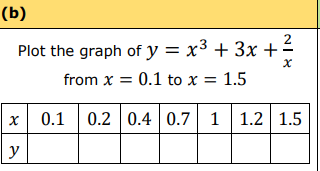 (b)
Plot the graph of y = x³ + 3x + 2/x
from x = 0.1 to x = 1.5
x 0.1 0.2 0.4 0.7 1 1.2 1.5
y